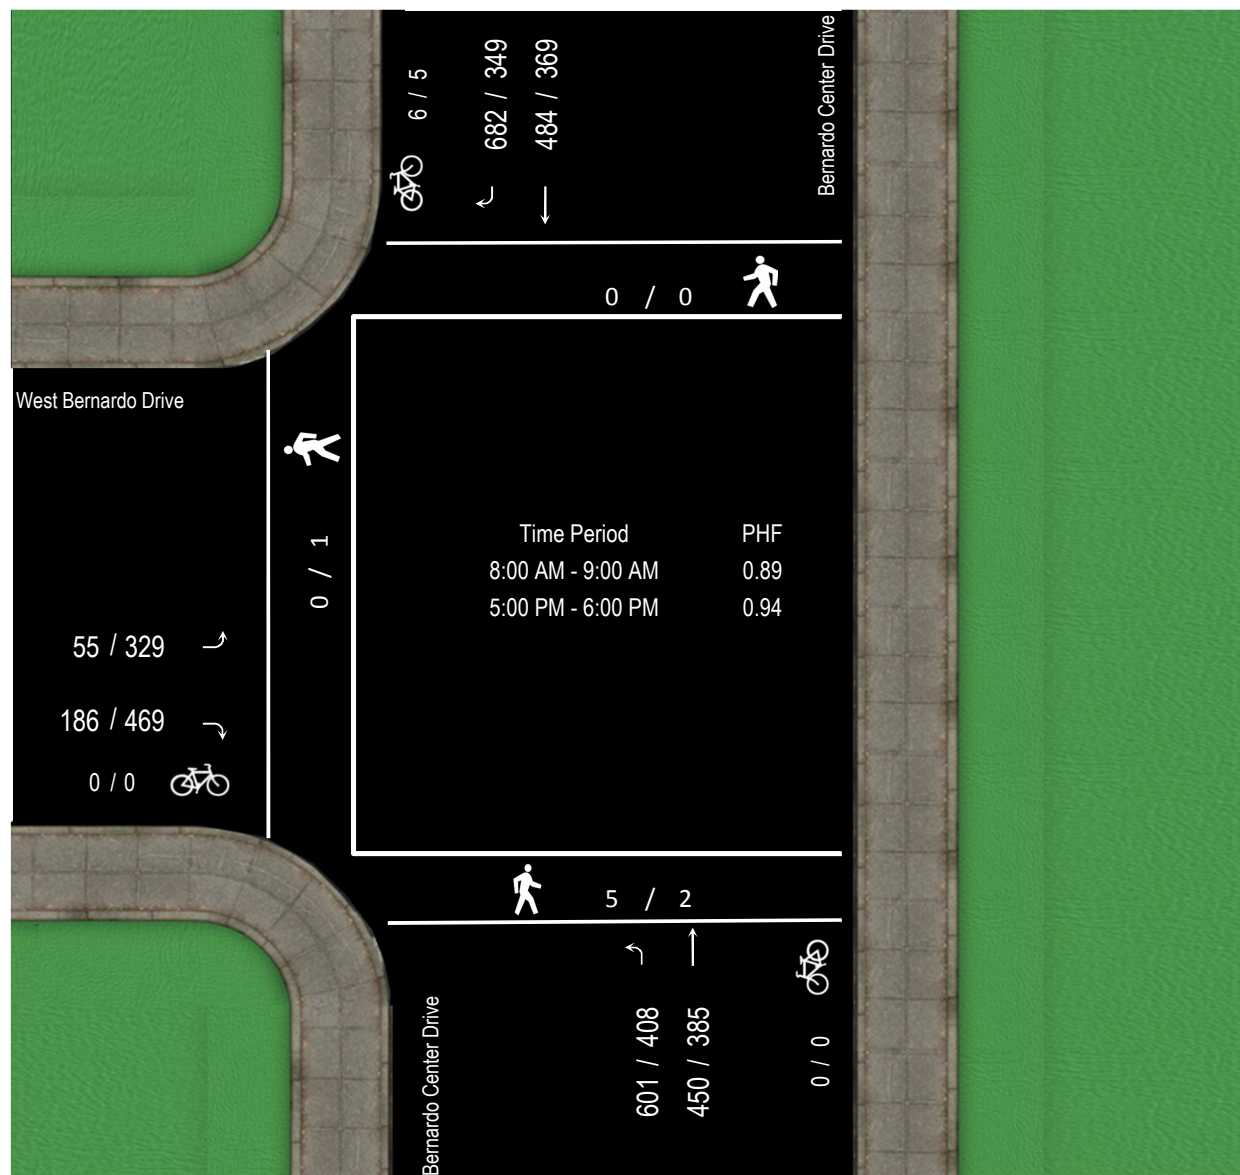 6 / 5
682 / 349
484 / 369
Bernardo Center Drive
0 / 0
West Bernardo Drive
0 / 1
Time Period PHF
8:00 AM - 9:00 AM 0.89
5:00 PM - 6:00 PM 0.94
55 / 329
186 / 469
0 / 0
5 / 2
Bernardo Center Drive
601 / 408
450 / 385
0 / 0